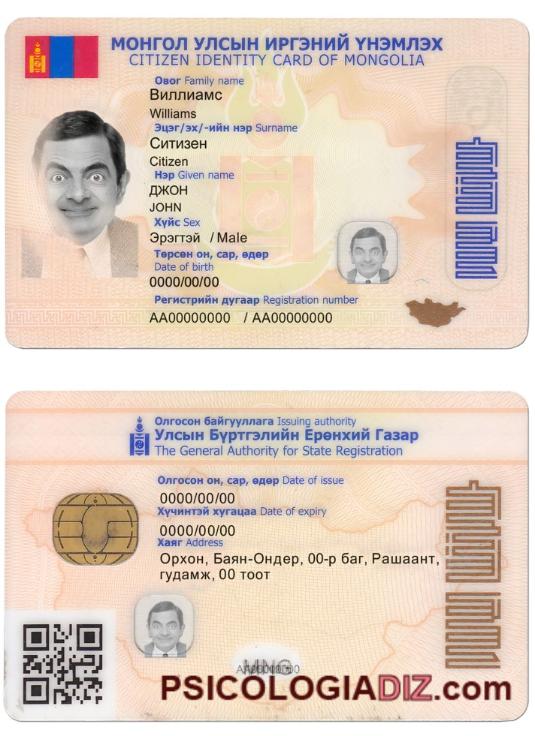 МОНГОЛ УЛСЫН ИРГЭНИЙ ҮНЭМЛЭХ
CITIZEN IDENTITY CARD OF MONGOLIA
Овог Family name
Виллиамс
Williams
Эцэг/эх/-ийн нэр Surname
Ситизен
Citizen
Нэр Given name
ДЖОН
JOHN
Хүйс Sex
Эрэгтэй / Male
Төрсөн он, сар, өдөр
Date of birth
0000/00/00
Регистрийн дугаар Registration number
АА00000000 / AA00000000
Олгосон байгууллага Issuing authority
Улсын Бүртгэлийн Ерөнхий Газар
The General Authority for State Registration
Олгосон он, сар, өдөр Date of issue
0000/00/00
Хүчинтэй хугацаа Date of expiry
0000/00/00
Хаяг Address
Орхон, Баян-Ондер, 00-р баг, Рашаант,
гудамж, 00 тоот
MNG
PSICOLOGIADIZ.com